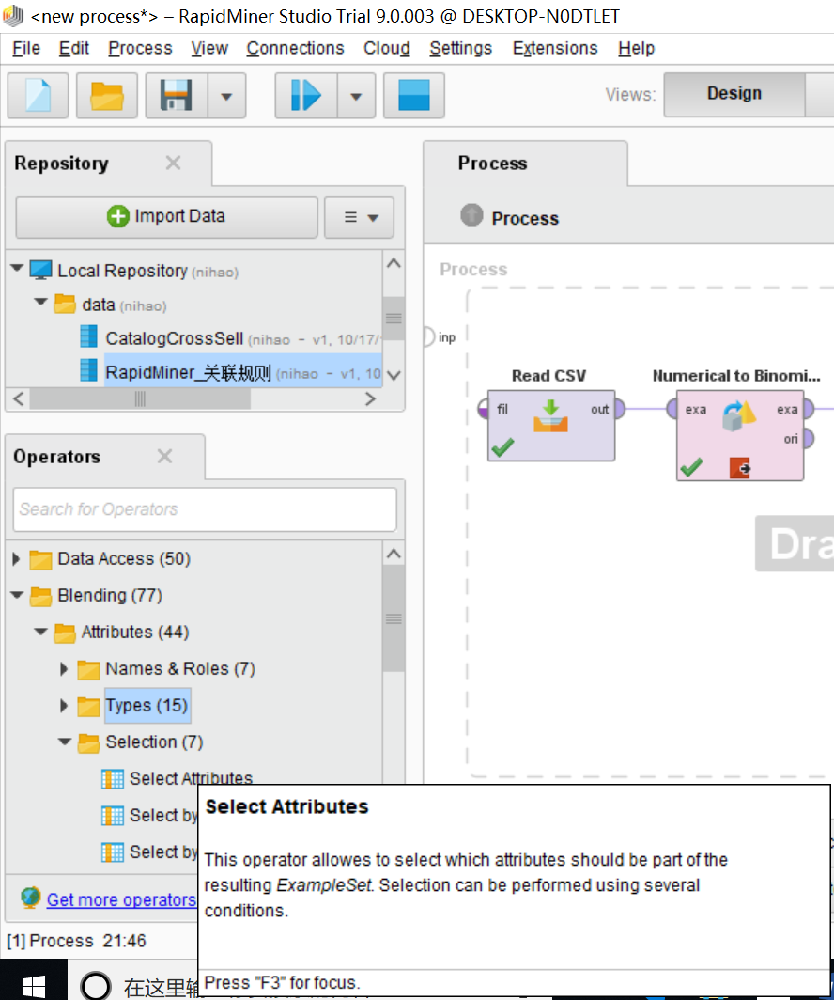 <new process*> – RapidMiner Studio Trial 9.0.003 @ DESKTOP-N0DTLET
File Edit Process View Connections Cloud Settings Extensions Help
Views: Design
Repository
Import Data
Local Repository (nihao)
data (nihao)
CatalogCrossSell (nihao – v1, 10/17/
RapidMiner_关联规则 (nihao – v1, 10
Process
Process
Process
inp
Read CSV
fil out
Numerical to Binomi...
exa exa
ori
Dra
Operators
Search for Operators
Data Access (50)
Blending (77)
Attributes (44)
Names & Roles (7)
Types (15)
Selection (7)
Select Attributes
Select by
Select by
Get more operators
Select Attributes
This operator allowes to select which attributes should be part of the
resulting ExampleSet. Selection can be performed using several
conditions.
Press "F3" for focus.
[1] Process 21:46
在这里输